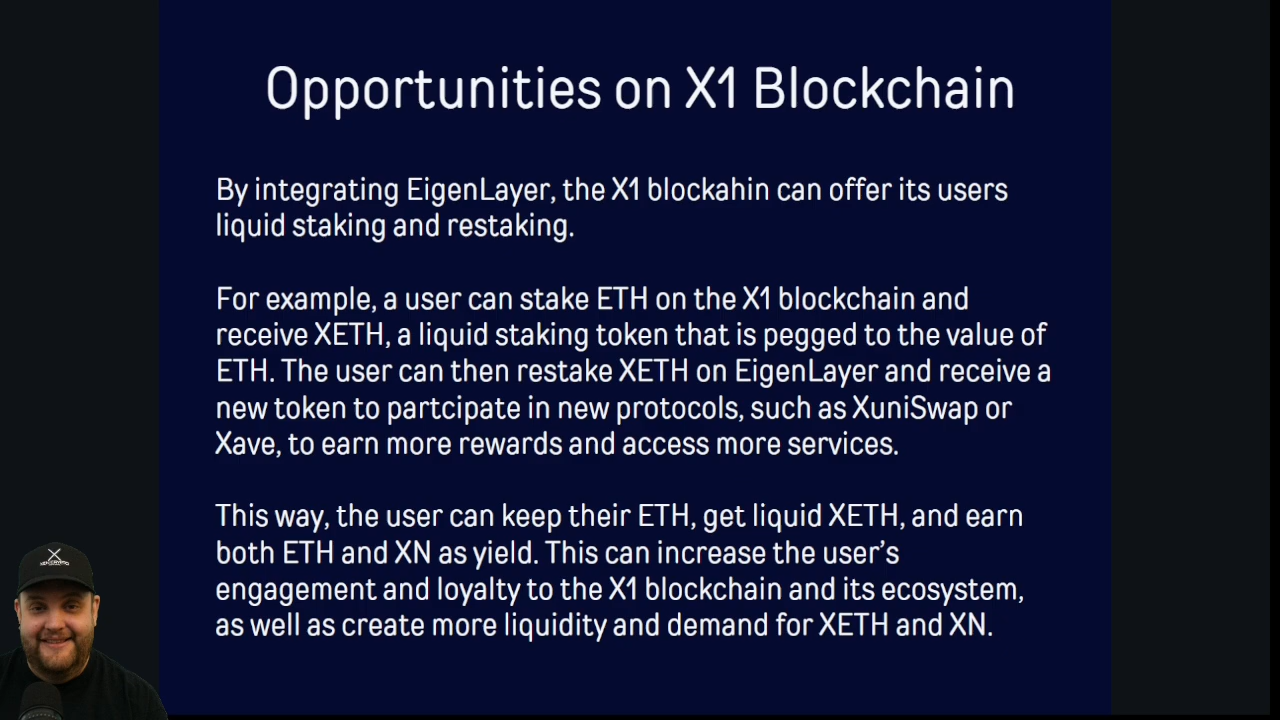 Opportunities on X1 Blockchain
By integrating EigenLayer, the X1 blockahin can offer its users
liquid staking and restaking.
For example, a user can stake ETH on the X1 blockchain and
receive XETH, a liquid staking token that is pegged to the value of
ETH. The user can then restake XETH on EigenLayer and receive a
new token to partcipate in new protocols, such as XuniSwap or
Xave, to earn more rewards and access more services.
This way, the user can keep their ETH, get liquid XETH, and earn
both ETH and XN as yield. This can increase the user’s
engagement and loyalty to the X1 blockchain and its ecosystem,
as well as create more liquidity and demand for XETH and XN.